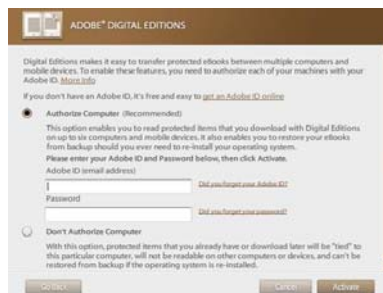 ADOBE® DIGITAL EDITIONS
Digital Editions makes it easy to transfer protected eBooks between multiple computers and
mobile devices. To enable these features, you need to authorize each of your machines with your
Adobe ID. More Info
If you don't have an Adobe ID, it's free and easy to get an Adobe ID online
Authorize Computer (Recommended)
This option enables you to read protected items that you download with Digital Editions
on up to six computers and mobile devices. It also enables you to restore your eBooks
from backup should you ever need to re-install your operating system.
Please enter your Adobe ID and Password below, then click Activate.
Adobe ID (email address)
Did you forget your Adobe ID?
Password
Did you forget your password?
Don't Authorize Computer
With this option, protected items that you already have or download later will be "tied" to
this particular computer, will not be readable on other computers or devices, and can't be
restored from backup if the operating system is re-installed.
Go Back Cancel Activate